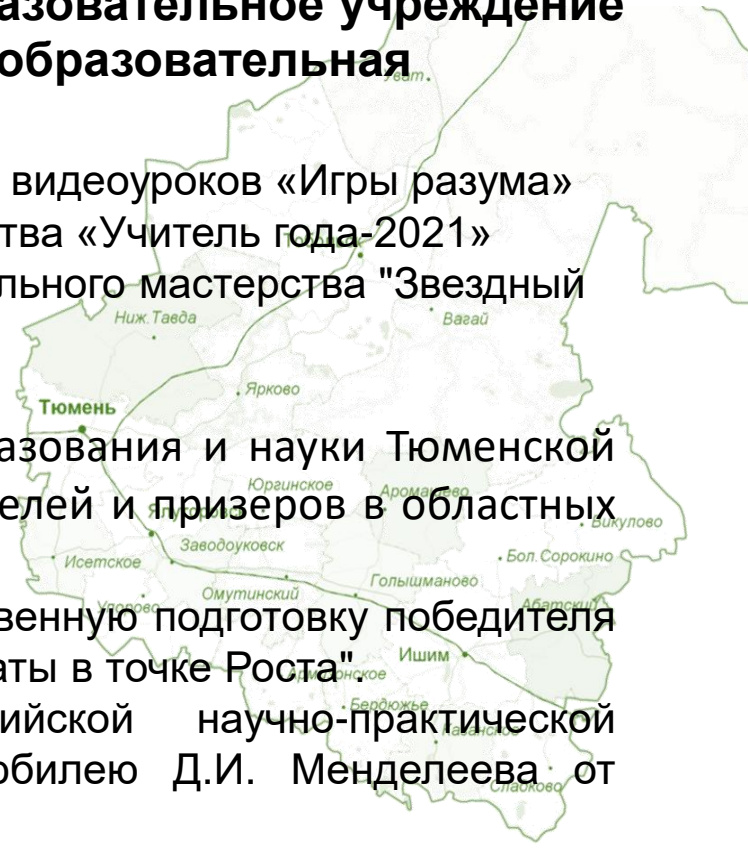 азовательное учреждение
образовательная
Уват
видеоуроков «Игры разума»
тва «Учитель года-2021»
льного мастерства "Звездный
Ниж.Тавда
Вагай
Ярково
Тюмень
азования и науки Тюменской
Юргинское
елей и призеров в областных
Викулово
Заводоуковск
Бол.Сорокино
Исетское
Голышманово
Омутинский
Абатский
венную подготовку победителя
аты в точке Роста".
Ишим
Бердюжье
ийской научно-практической
обилею Д.И. Менделеева от
Сладково